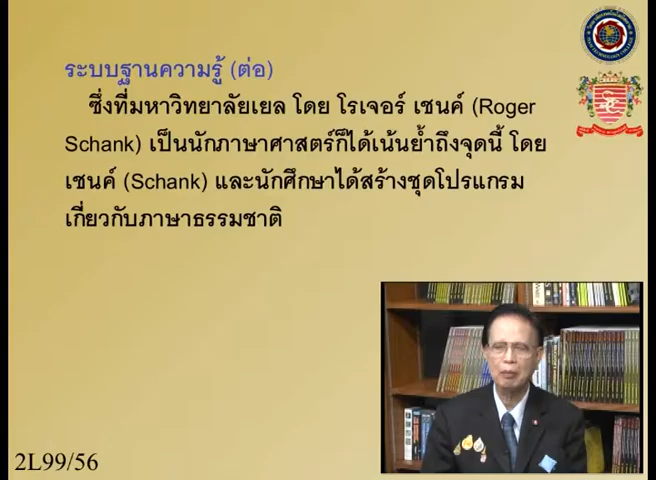 ระบบฐานความรู้ (ต่อ)
ซึ่งที่มหาวิทยาลัยเยล โดย โรเจอร์ เชนค์ (Roger
Schank) เป็นนักภาษาศาสตร์ก็ได้เน้นย้ำถึงจุดนี้ โดย
เชนค์ (Schank) และนักศึกษาได้สร้างชุดโปรแกรม
เกี่ยวกับภาษาธรรมชาติ
2L99/56